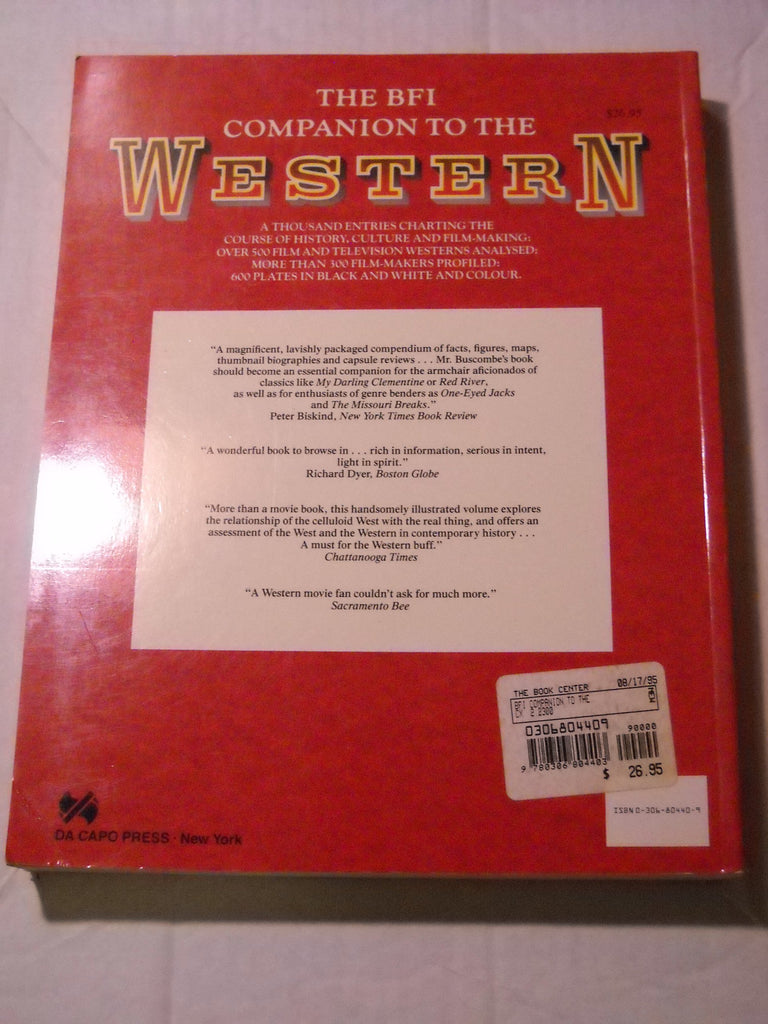 THE BFI
COMPANION TO THE
$26.95
WESTERN
A THOUSAND ENTRIES CHARTING THE
COURSE OF HISTORY, CULTURE AND FILM-MAKING:
OVER 500 FILM AND TELEVISION WESTERNS ANALYSED:
MORE THAN 300 FILM-MAKERS PROFILED:
600 PLATES IN BLACK AND WHITE AND COLOUR.
“A magnificent, lavishly packaged compendium of facts, figures, maps,
thumbnail biographies and capsule reviews . . . Mr. Buscombe's book
should become an essential companion for the armchair aficionados of
classics like My Darling Clementine or Red River,
as well as for enthusiasts of genre benders as One-Eyed Jacks
and The Missouri Breaks.”
Peter Biskind, New York Times Book Review
“A wonderful book to browse in . . . rich in information, serious in intent,
light in spirit.”
Richard Dyer, Boston Globe
“More than a movie book, this handsomely illustrated volume explores
the relationship of the celluloid West with the real thing, and offers an
assessment of the West and the Western in contemporary history . . .
A must for the Western buff.”
Chattanooga Times
“A Western movie fan couldn't ask for much more.”
Sacramento Bee
THE BOOK CENTER 08/17/95
BFI COMPANION TO THE
0306804409
90000
9 780306 804403
$ 26.95
ISBN 0-306-80440-9
DA CAPO PRESS · New York